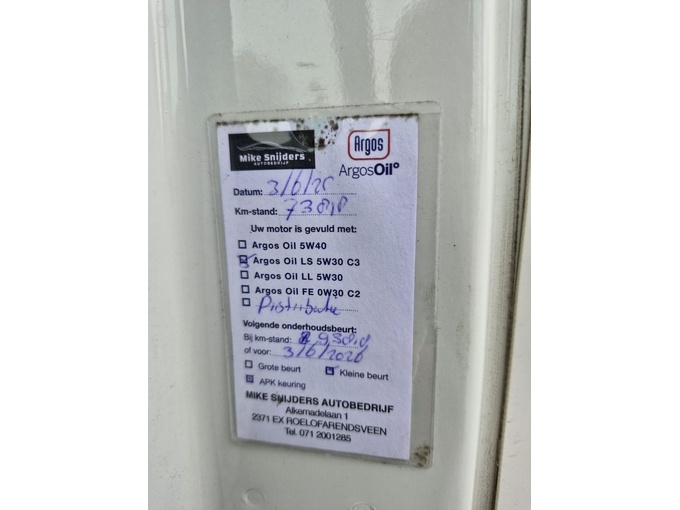 Mike Snijders
AUTOBEDRIJF
Argos
ArgosOil
Datum: 3/6/25
Km-stand:
Uw motor is gevuld met:
Argos Oil 5W40
Argos Oil LS 5W30 C3
Argos Oil LL 5W30
Argos Oil FE 0W30 C2
Distributie
Volgende onderhoudsbeurt:
Bij km-stand:
of voor: 3/6/2026
Grote beurt Kleine beurt
APK keuring
MIKE SNIJDERS AUTOBEDRIJF
Alkemadelaan 1
2371 EX ROELOFARENDSVEEN
Tel. 071 2001285